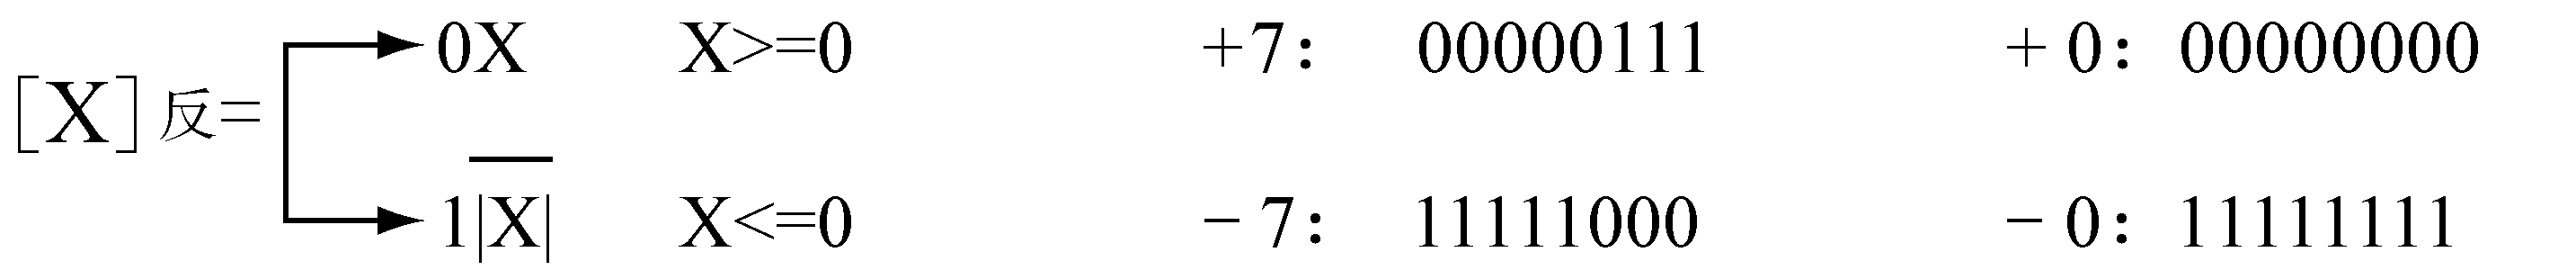 0X X>=0 +7: 00000111 +0: 00000000
[X]反=
1|X̅| X<=0 −7: 11111000 −0: 11111111